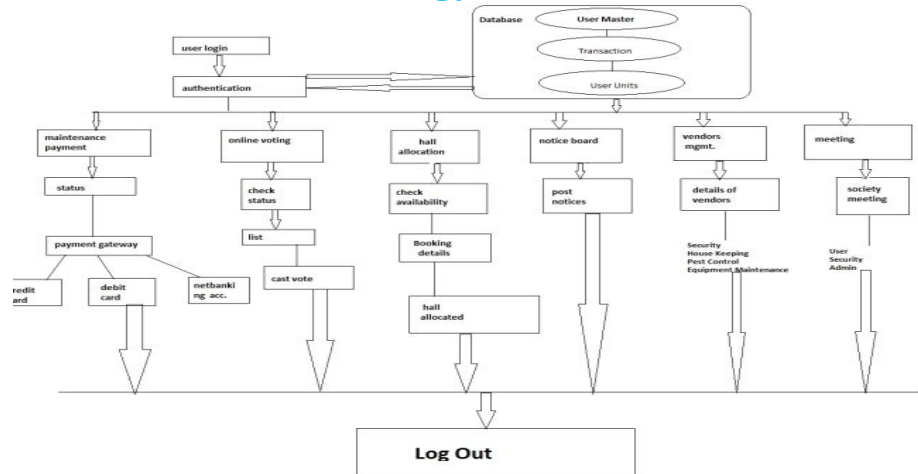 Database
User Master
Transaction
User Units
user login
authentication
maintenance
payment
online voting
hall
allocation
notice board
vendors
mgmt.
meeting
status
check
status
check
availability
post
notices
details of
vendors
society
meeting
payment gateway
list
Booking
details
Security
House Keeping
Pest Control
Equipment Maintenance
User
Security
Admin
debit
card
netbanki
ng acc.
cast vote
hall
allocated
Log Out